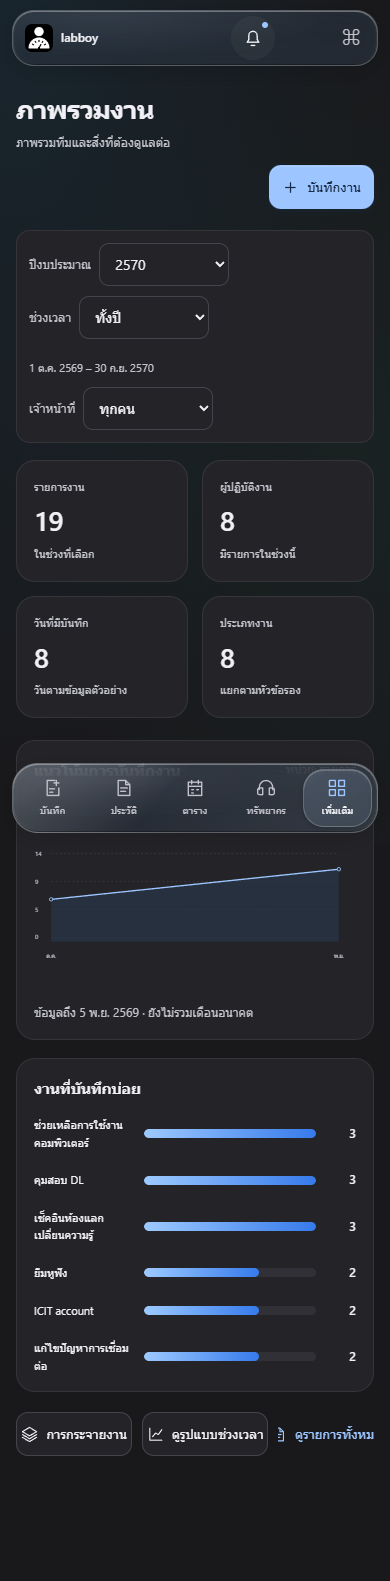 labboy
ภาพรวมงาน
ภาพรวมทีมและสิ่งที่ต้องดูแลต่อ
บันทึกงาน
ปีงบประมาณ 2570
ช่วงเวลา ทั้งปี
1 ต.ค. 2569 – 30 ก.ย. 2570
เจ้าหน้าที่ ทุกคน
รายการงาน
19
ในช่วงที่เลือก
ผู้ปฏิบัติงาน
8
มีรายการในช่วงนี้
วันที่มีบันทึก
8
วันตามข้อมูลตัวอย่าง
ประเภทงาน
8
แยกตามหัวข้อรอง
แนวโน้มการบันทึกงาน
บันทึก
ประวัติ
ตาราง
ทรัพยากร
เพิ่มเติม
14
9
5
0
ต.ค.
พ.ย.
ข้อมูลถึง 5 พ.ย. 2569 · ยังไม่รวมเดือนอนาคต
งานที่บันทึกบ่อย
ช่วยเหลือการใช้งาน
คอมพิวเตอร์
3
คุมสอบ DL
3
เช็คอินห้องแลก
เปลี่ยนความรู้
3
ยืมหูฟัง
2
ICIT account
2
แก้ไขปัญหาการเชื่อม
ต่อ
2
การกระจายงาน
ดูรูปแบบช่วงเวลา
ดูรายการทั้งหม